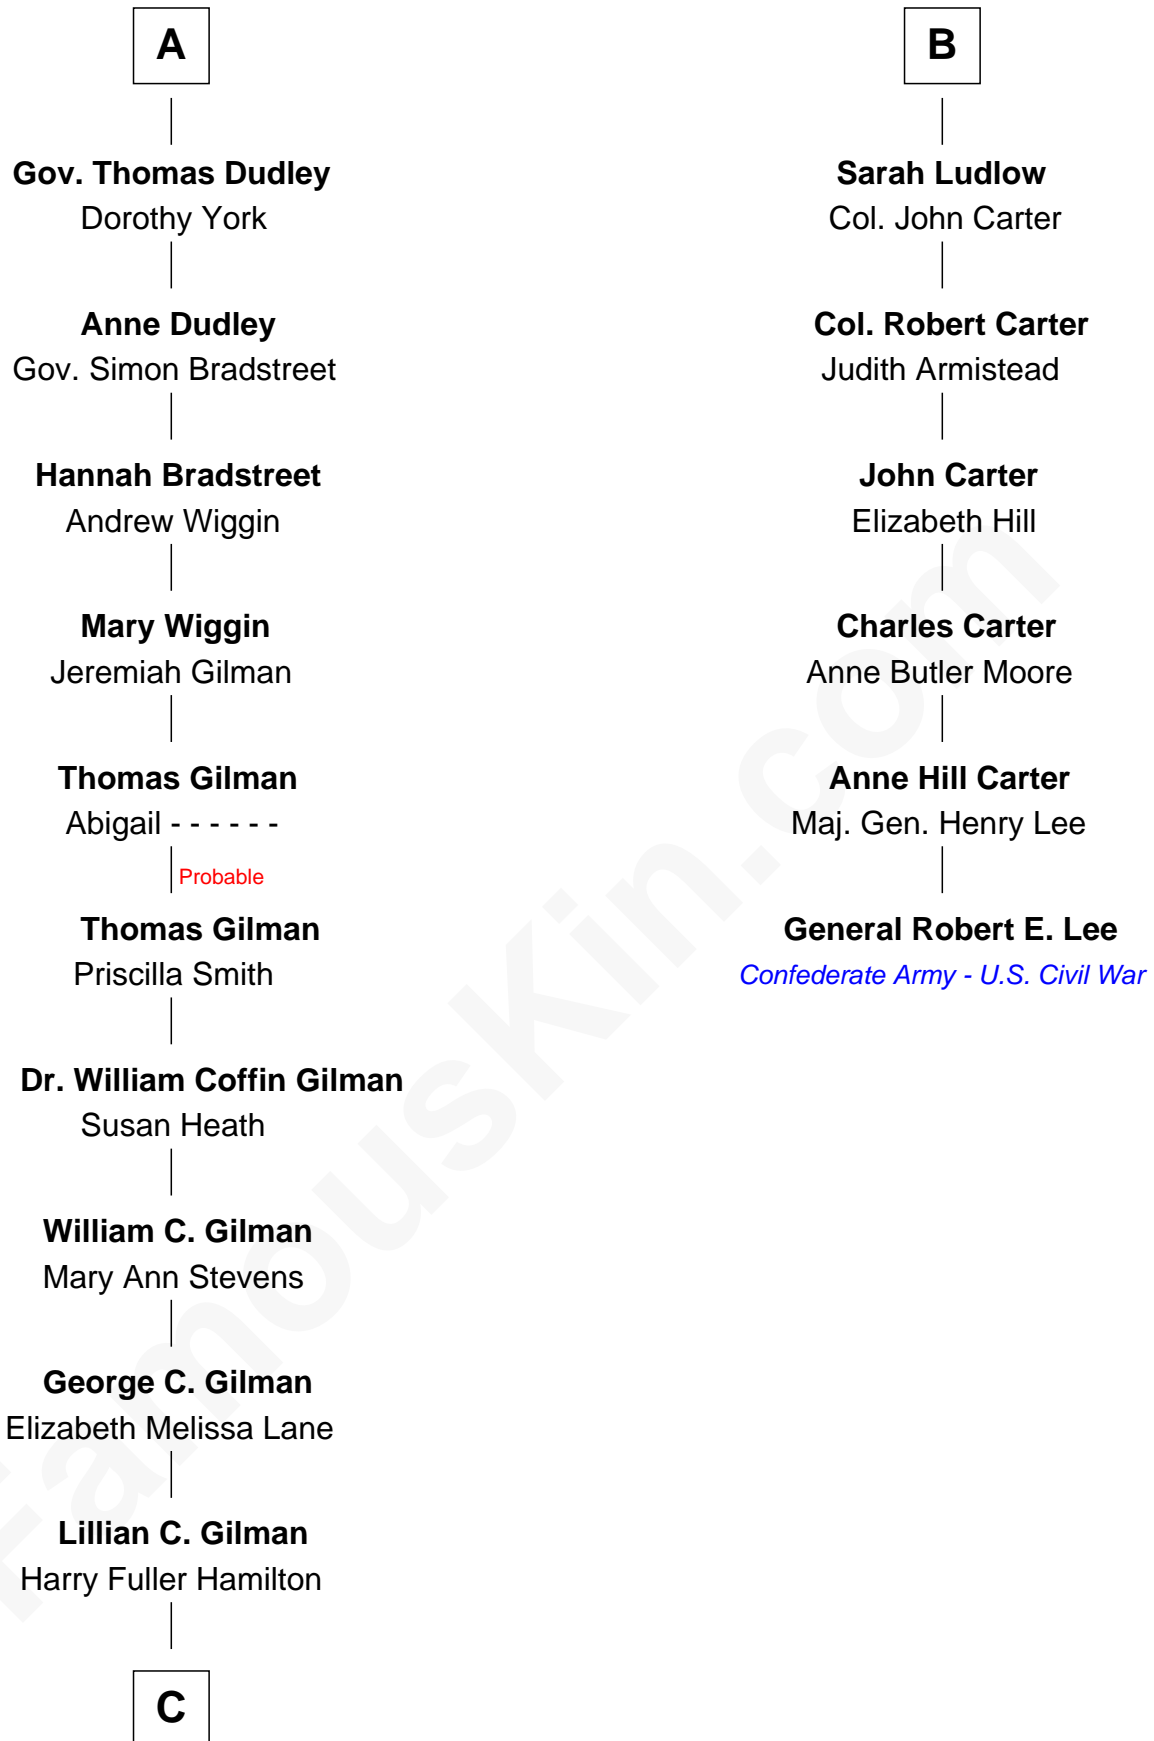 A
Gov. Thomas Dudley
Dorothy York
Anne Dudley
Gov. Simon Bradstreet
Hannah Bradstreet
Andrew Wiggin
Mary Wiggin
Jeremiah Gilman
Thomas Gilman
Abigail - - - - - -
Probable
Thomas Gilman
Priscilla Smith
Dr. William Coffin Gilman
Susan Heath
William C. Gilman
Mary Ann Stevens
George C. Gilman
Elizabeth Melissa Lane
Lillian C. Gilman
Harry Fuller Hamilton
C
B
Sarah Ludlow
Col. John Carter
Col. Robert Carter
Judith Armistead
John Carter
Elizabeth Hill
Charles Carter
Anne Butler Moore
Anne Hill Carter
Maj. Gen. Henry Lee
General Robert E. Lee
Confederate Army - U.S. Civil War
FamousKin.com